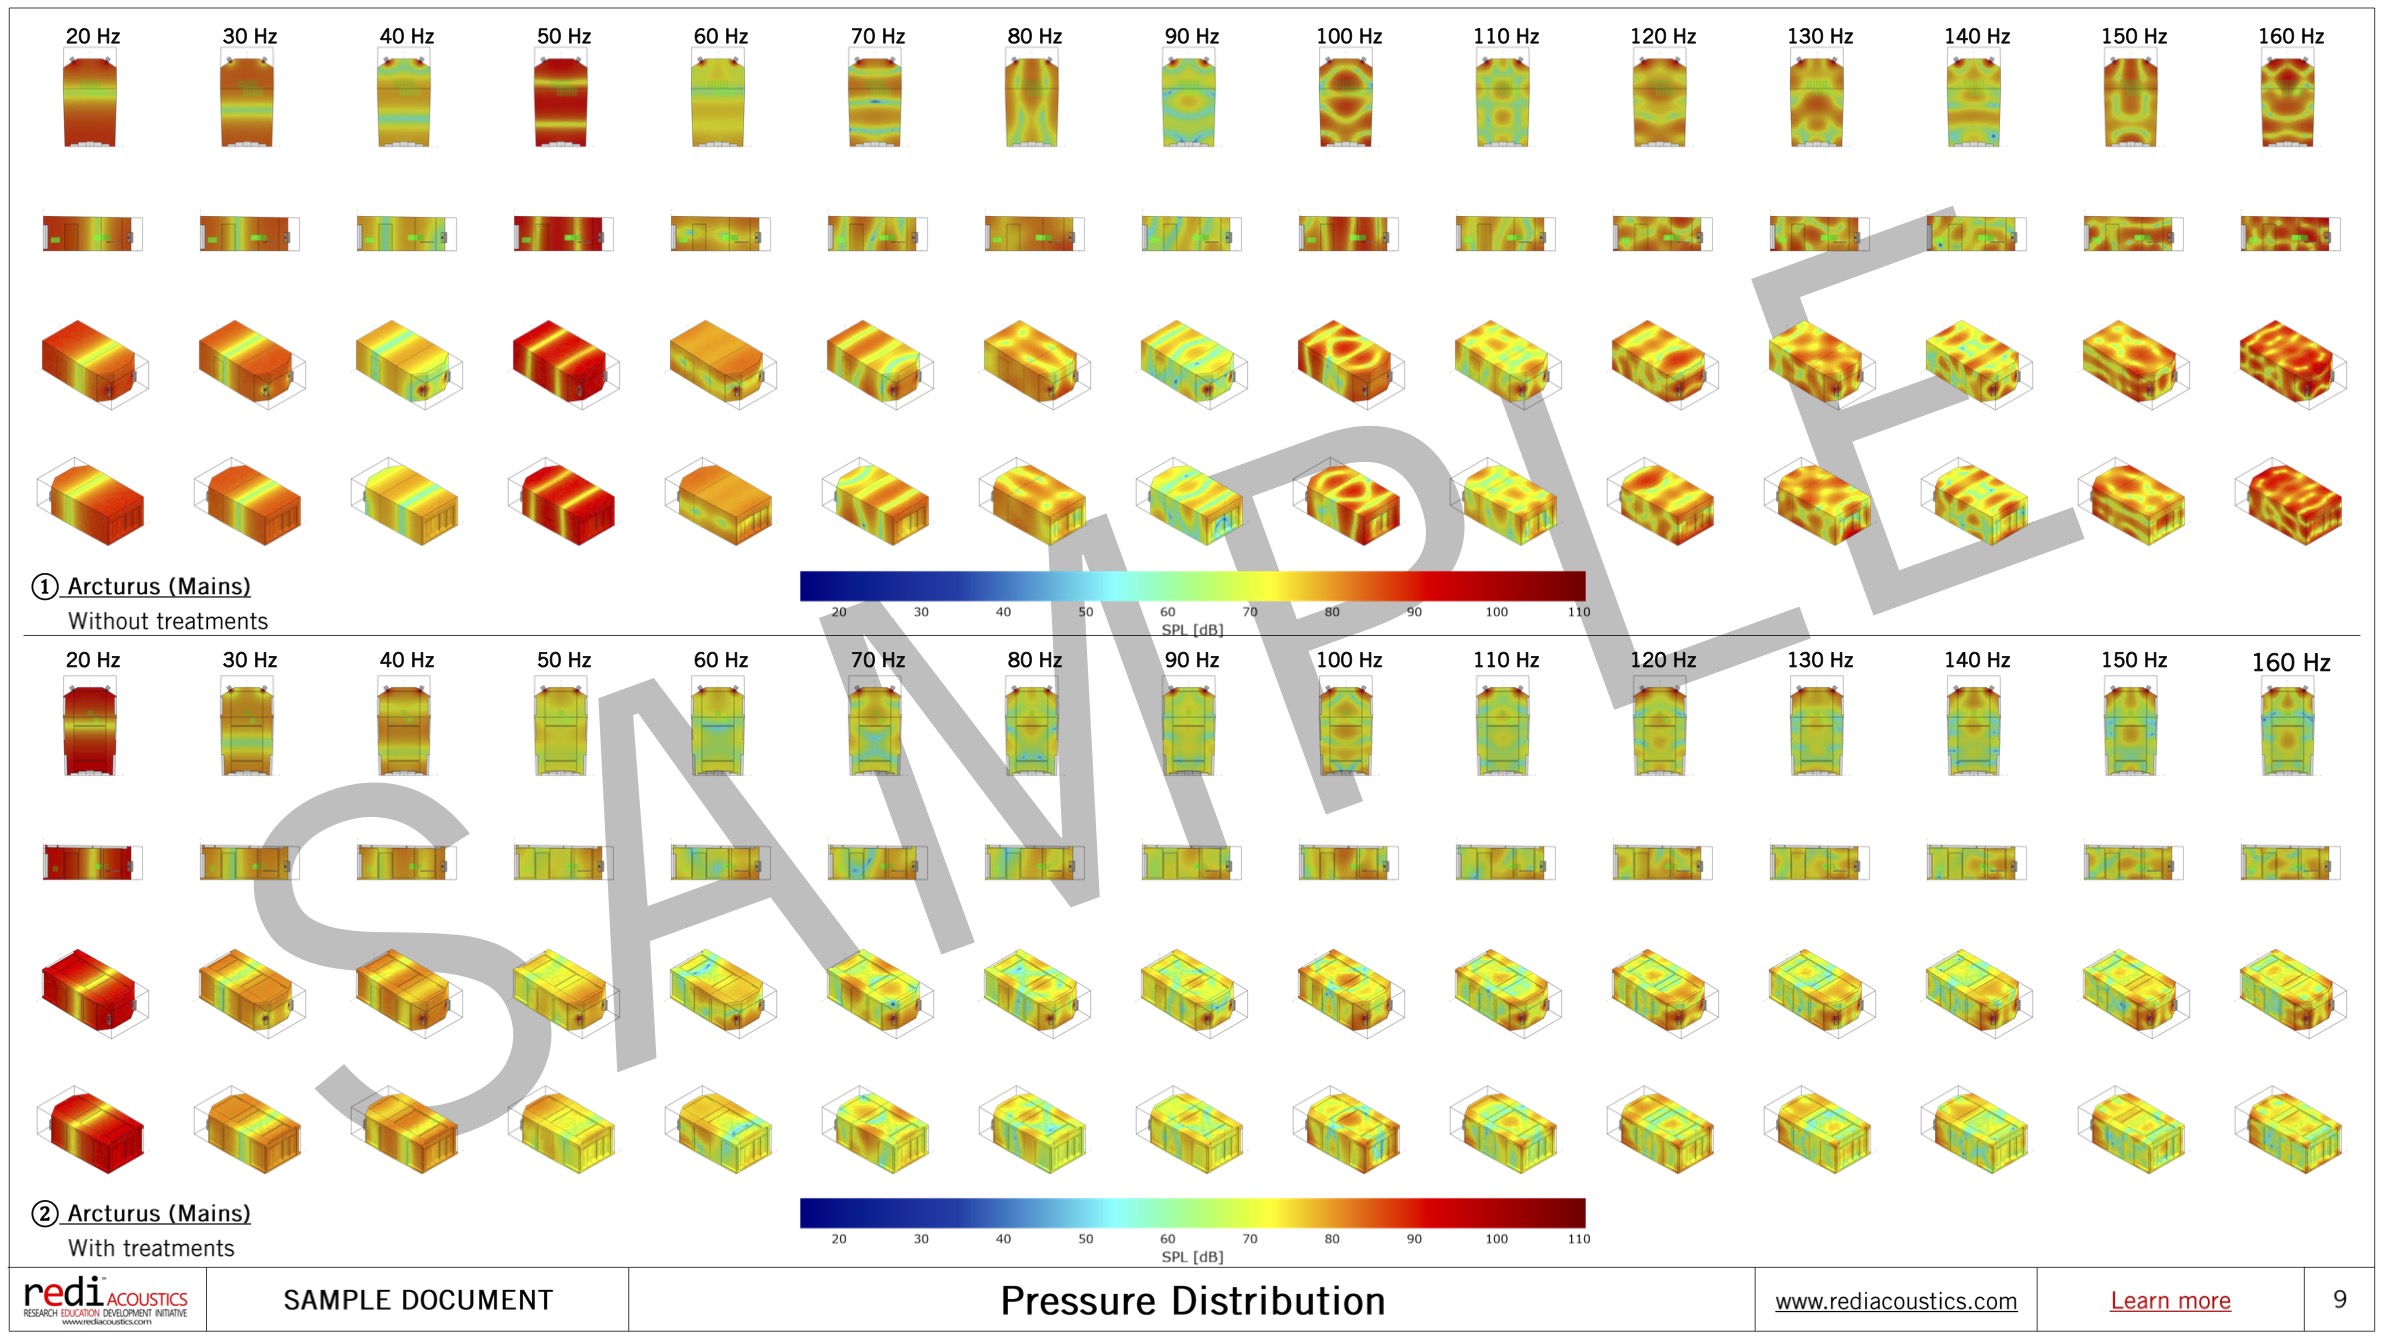 20 Hz 30 Hz 40 Hz 50 Hz 60 Hz 70 Hz 80 Hz 90 Hz 100 Hz 110 Hz 120 Hz 130 Hz 140 Hz 150 Hz 160 Hz
① Arcturus (Mains)
Without treatments
20 30 40 50 60 70 80 90 100 110
SPL [dB]
20 Hz 30 Hz 40 Hz 50 Hz 60 Hz 70 Hz 80 Hz 90 Hz 100 Hz 110 Hz 120 Hz 130 Hz 140 Hz 150 Hz 160 Hz
SAMPLE
② Arcturus (Mains)
With treatments
20 30 40 50 60 70 80 90 100 110
SPL [dB]
redi™ ACOUSTICS
RESEARCH EDUCATION DEVELOPMENT INITIATIVE
www.rediacoustics.com
SAMPLE DOCUMENT
Pressure Distribution
www.rediacoustics.com
Learn more
9